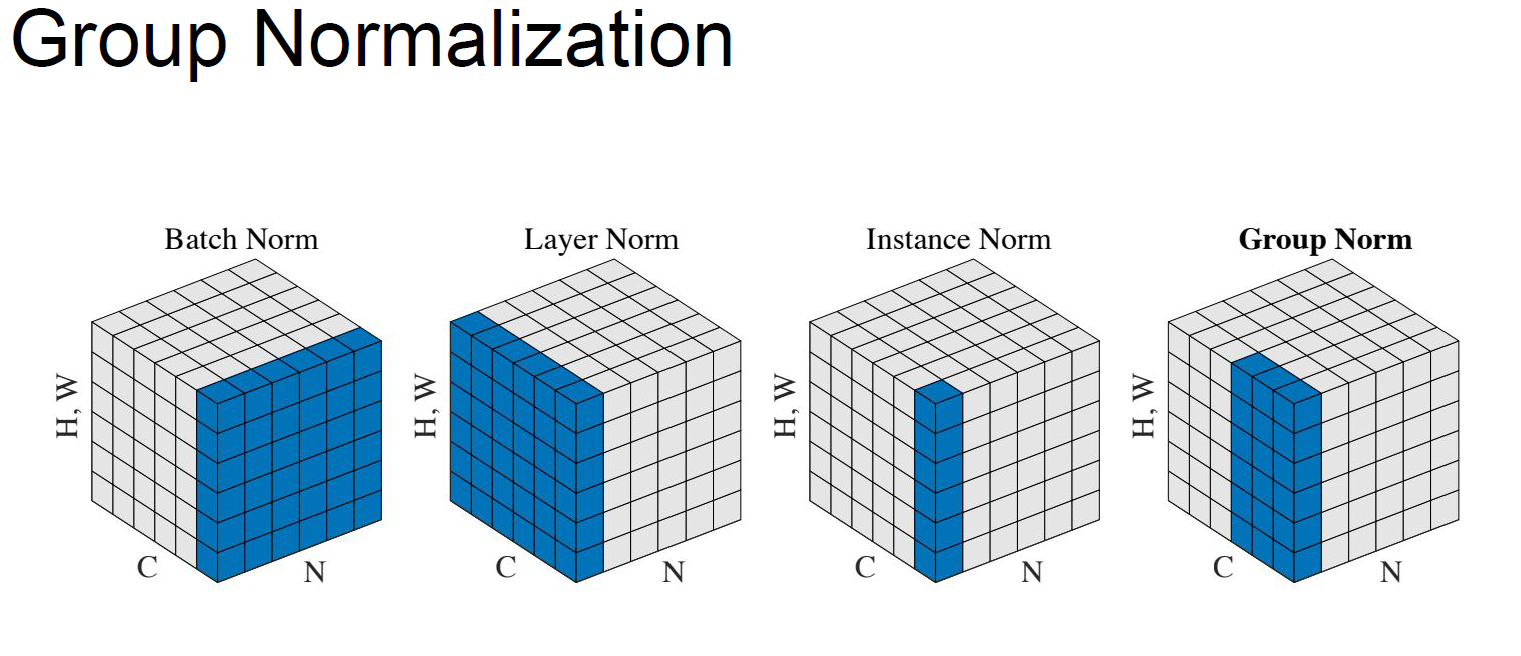 Group Normalization
Batch Norm
Layer Norm
Instance Norm
Group Norm
H, W
C
N
H, W
C
N
H, W
C
N
H, W
C
N